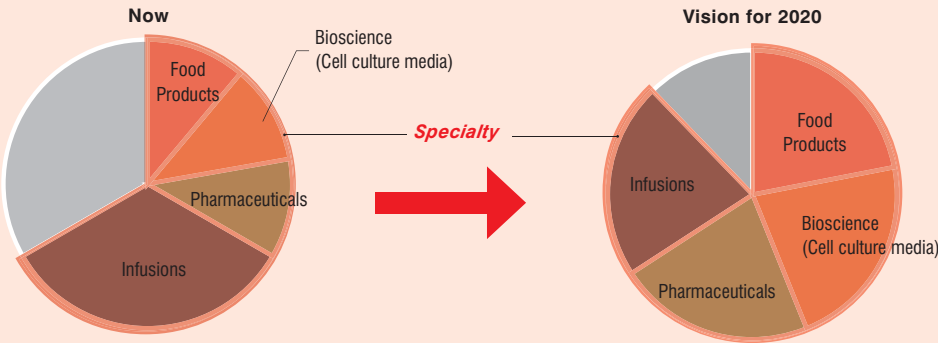 Now
Food
Products
Bioscience
(Cell culture media)
Pharmaceuticals
Infusions
Specialty
Vision for 2020
Food
Products
Bioscience
(Cell culture media)
Pharmaceuticals
Infusions